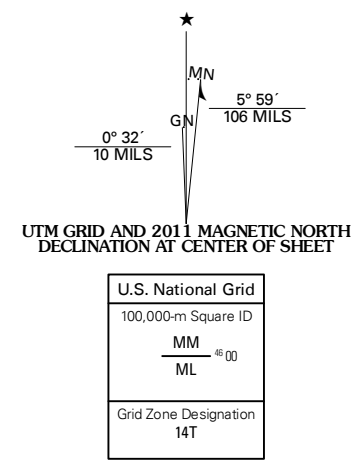 ★
MN
GN
5° 59´
106 MILS
0° 32´
10 MILS
UTM GRID AND 2011 MAGNETIC NORTH
DECLINATION AT CENTER OF SHEET
U.S. National Grid
100,000-m Square ID
MM
46 00
ML
Grid Zone Designation
14T